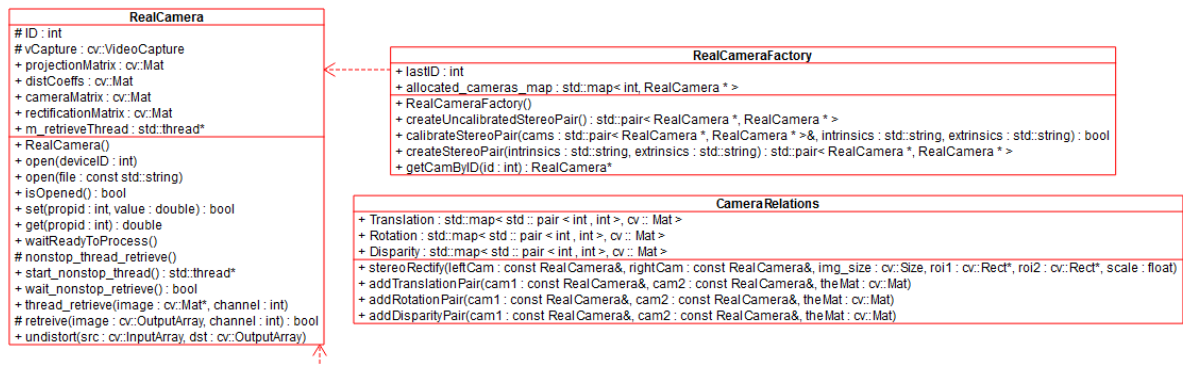 RealCamera
# ID : int
# vCapture : cv::VideoCapture
+ projectionMatrix : cv::Mat
+ distCoeffs : cv::Mat
+ cameraMatrix : cv::Mat
+ rectificationMatrix : cv::Mat
+ m_retrieveThread : std::thread*
+ RealCamera()
+ open(deviceID : int)
+ open(file : const std::string)
+ isOpened() : bool
+ set(propid : int, value : double) : bool
+ get(propid : int) : double
+ waitReadyToProcess()
# nonstop_thread_retrieve()
+ start_nonstop_thread() : std::thread*
+ wait_nonstop_retrieve() : bool
+ thread_retrieve(image : cv::Mat*, channel : int)
# retreive(image : cv::OutputArray, channel : int) : bool
+ undistort(src : cv::InputArray, dst : cv::OutputArray)
RealCameraFactory
+ lastID : int
+ allocated_cameras_map : std::map< int, RealCamera * >
+ RealCameraFactory()
+ createUncalibratedStereoPair() : std::pair< RealCamera *, RealCamera * >
+ calibrateStereoPair(cams : std::pair< RealCamera *, RealCamera * >&, intrinsics : std::string, extrinsics : std::string) : bool
+ createStereoPair(intrinsics : std::string, extrinsics : std::string) : std::pair< RealCamera *, RealCamera * >
+ getCamByID(id : int) : RealCamera*
CameraRelations
+ Translation : std::map< std :: pair < int , int >, cv :: Mat >
+ Rotation : std::map< std :: pair < int , int >, cv :: Mat >
+ Disparity : std::map< std :: pair < int , int >, cv :: Mat >
+ stereoRectify(leftCam : const RealCamera&, rightCam : const RealCamera&, img_size : cv::Size, roi1 : cv::Rect*, roi2 : cv::Rect*, scale : float)
+ addTranslationPair(cam1 : const RealCamera&, cam2 : const RealCamera&, theMat : cv::Mat)
+ addRotationPair(cam1 : const RealCamera&, cam2 : const RealCamera&, theMat : cv::Mat)
+ addDisparityPair(cam1 : const RealCamera&, cam2 : const RealCamera&, theMat : cv::Mat)